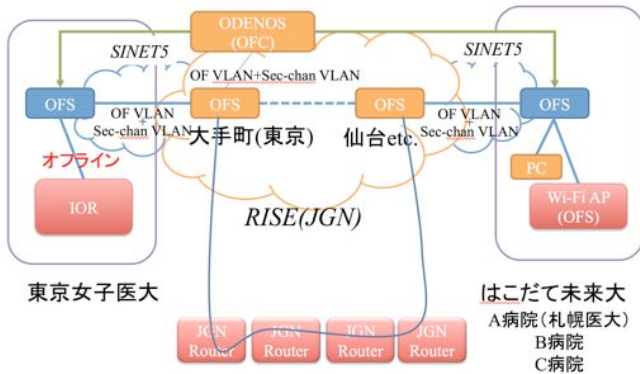 ODENOS
(OFC)
SINET5
SINET5
OF VLAN+Sec-chan VLAN
OFS
OFS
OFS
OFS
OF VLAN
+
Sec-chan VLAN
OF VLAN
+
Sec-chan VLAN
大手町(東京)
仙台etc.
オフライン
PC
IOR
Wi-Fi AP
(OFS)
RISE(JGN)
東京女子医大
はこだて未来大
A病院(札幌医大)
B病院
C病院
JGN
Router
JGN
Router
JGN
Router
JGN
Router